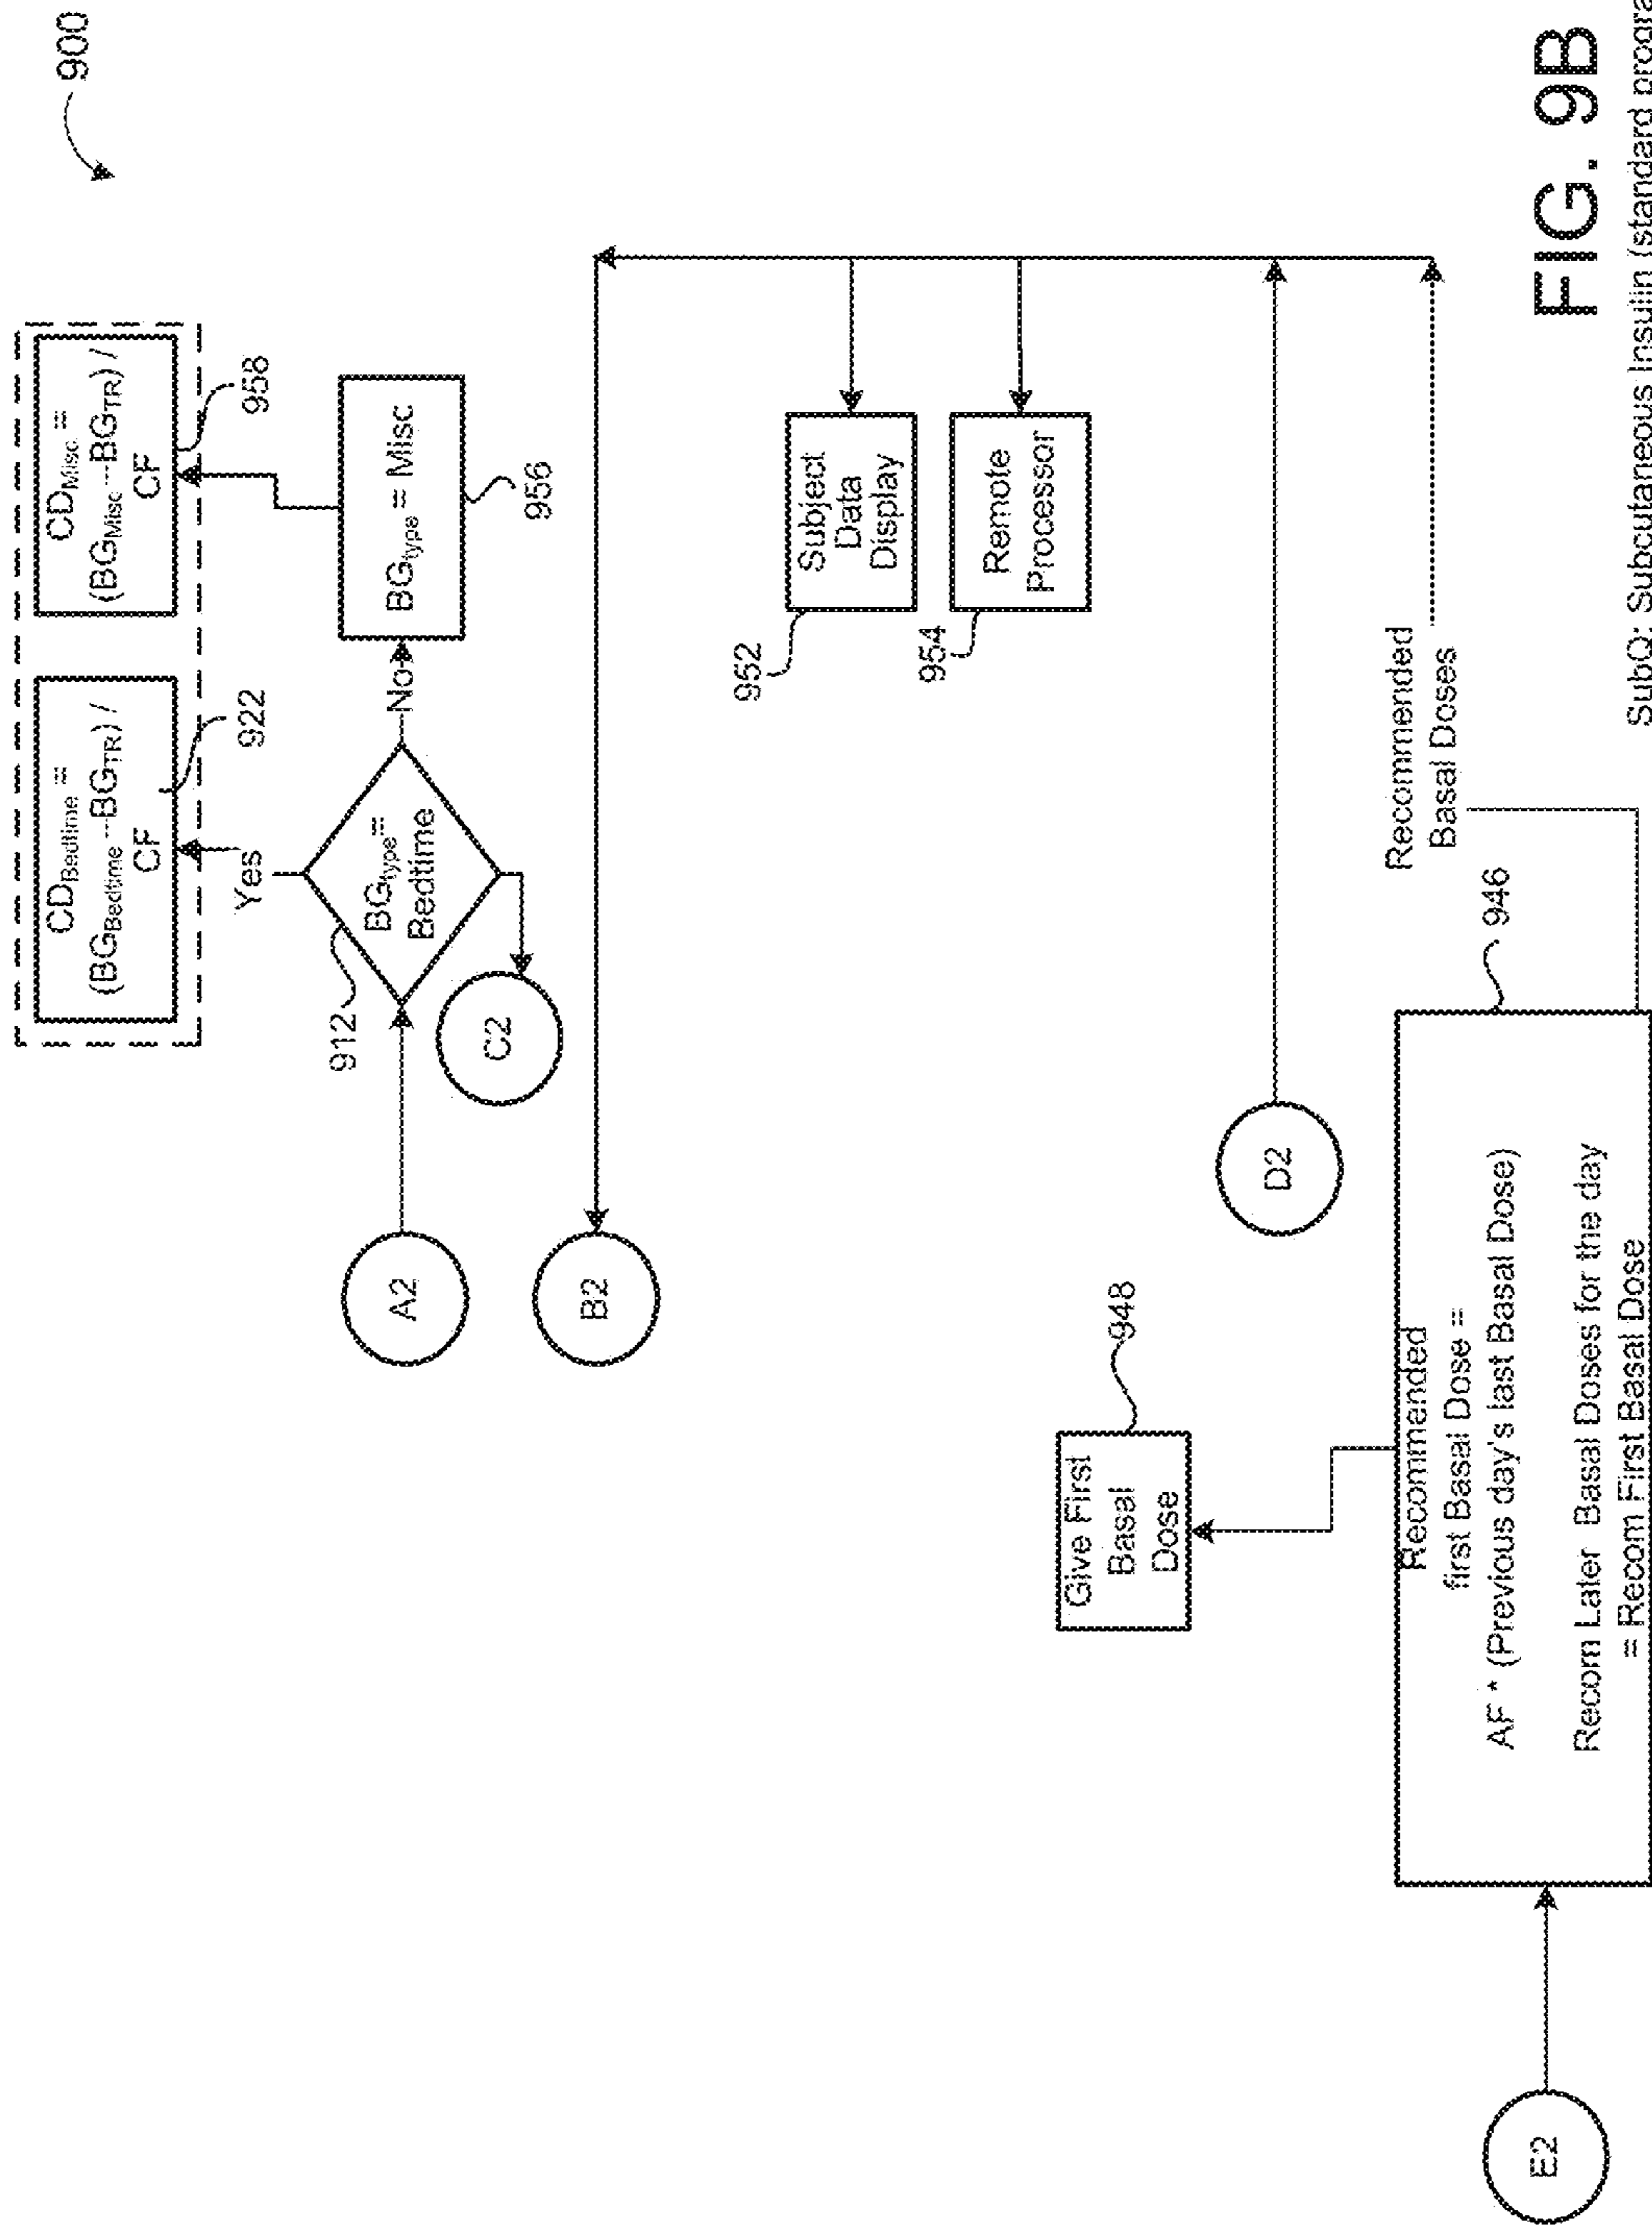 900
CD_Bedtime =
(BG_Bedtime--BG_TR) /
CF
922
CD_Misc =
(BG_Misc--BG_TR) /
CF
958
Yes
912
BG_type=
Bedtime
No
BG_type = Misc
956
A2
C2
B2
952
Subject
Data
Display
954
Remote
Processor
D2
948
Give First
Basal
Dose
Recommended
Basal Doses
946
Recommended
first Basal Dose =
AF * (Previous day's last Basal Dose)
Recom Later Basal Doses for the day
= Recom First Basal Dose
E2
FIG. 9B
SubQ: Subcutaneous Insulin (standard